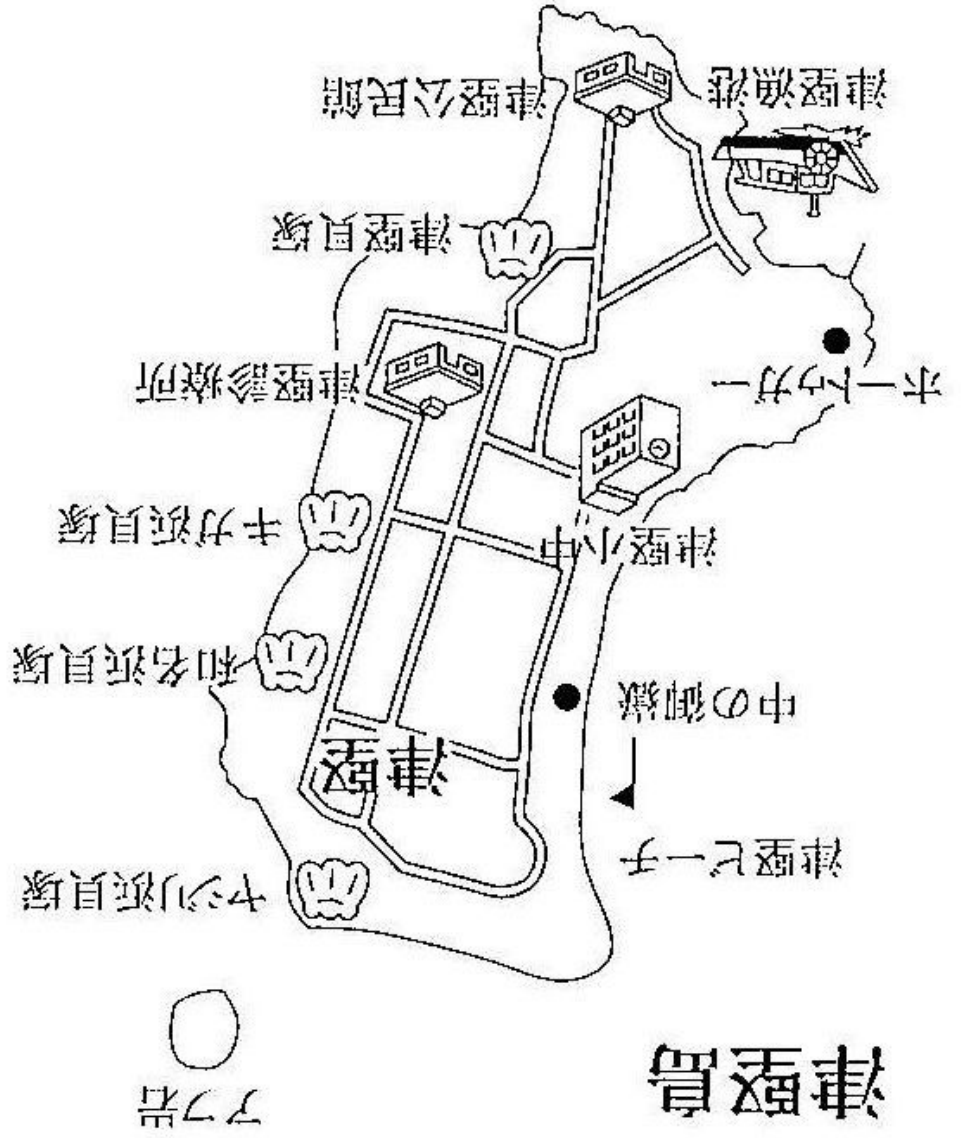 津堅島
アフ岩
ヤジリ浜貝塚
津堅ビーチ
津堅
中の御嶽
和名浜貝塚
津堅小中
キガ浜貝塚
ホートゥガー
津堅診療所
津堅貝塚
津堅漁港
津堅公民館